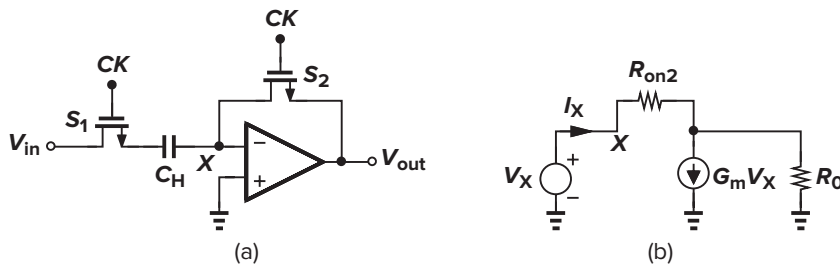 CK
CK
S2
S1
Vin
CH
X
−
+
Vout
(a)
Ron2
IX
X
VX
+
−
GmVX
R0
(b)